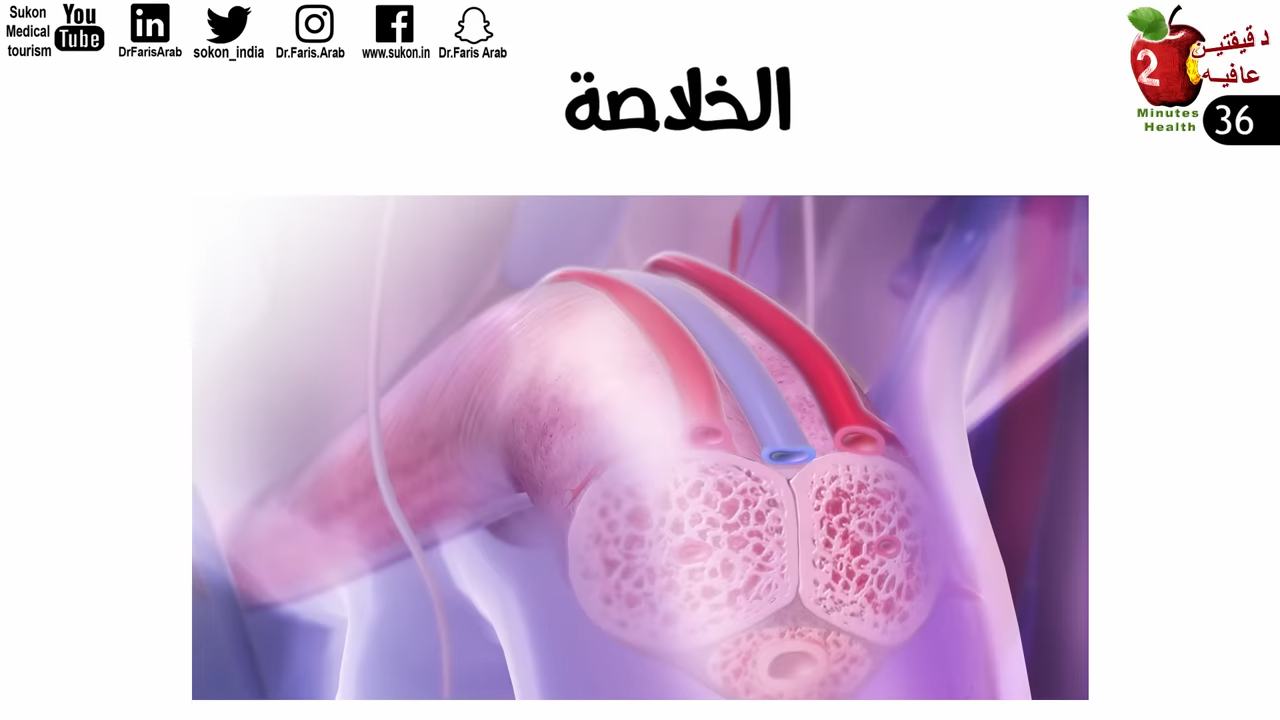 Sukon
Medical
tourism
You
Tube
in
DrFarisArab
sokon_india
Dr.Faris.Arab
www.sukon.in
Dr.Faris Arab
دقيقتين
عافيه
2
Minutes
Health
36
الخلاصة